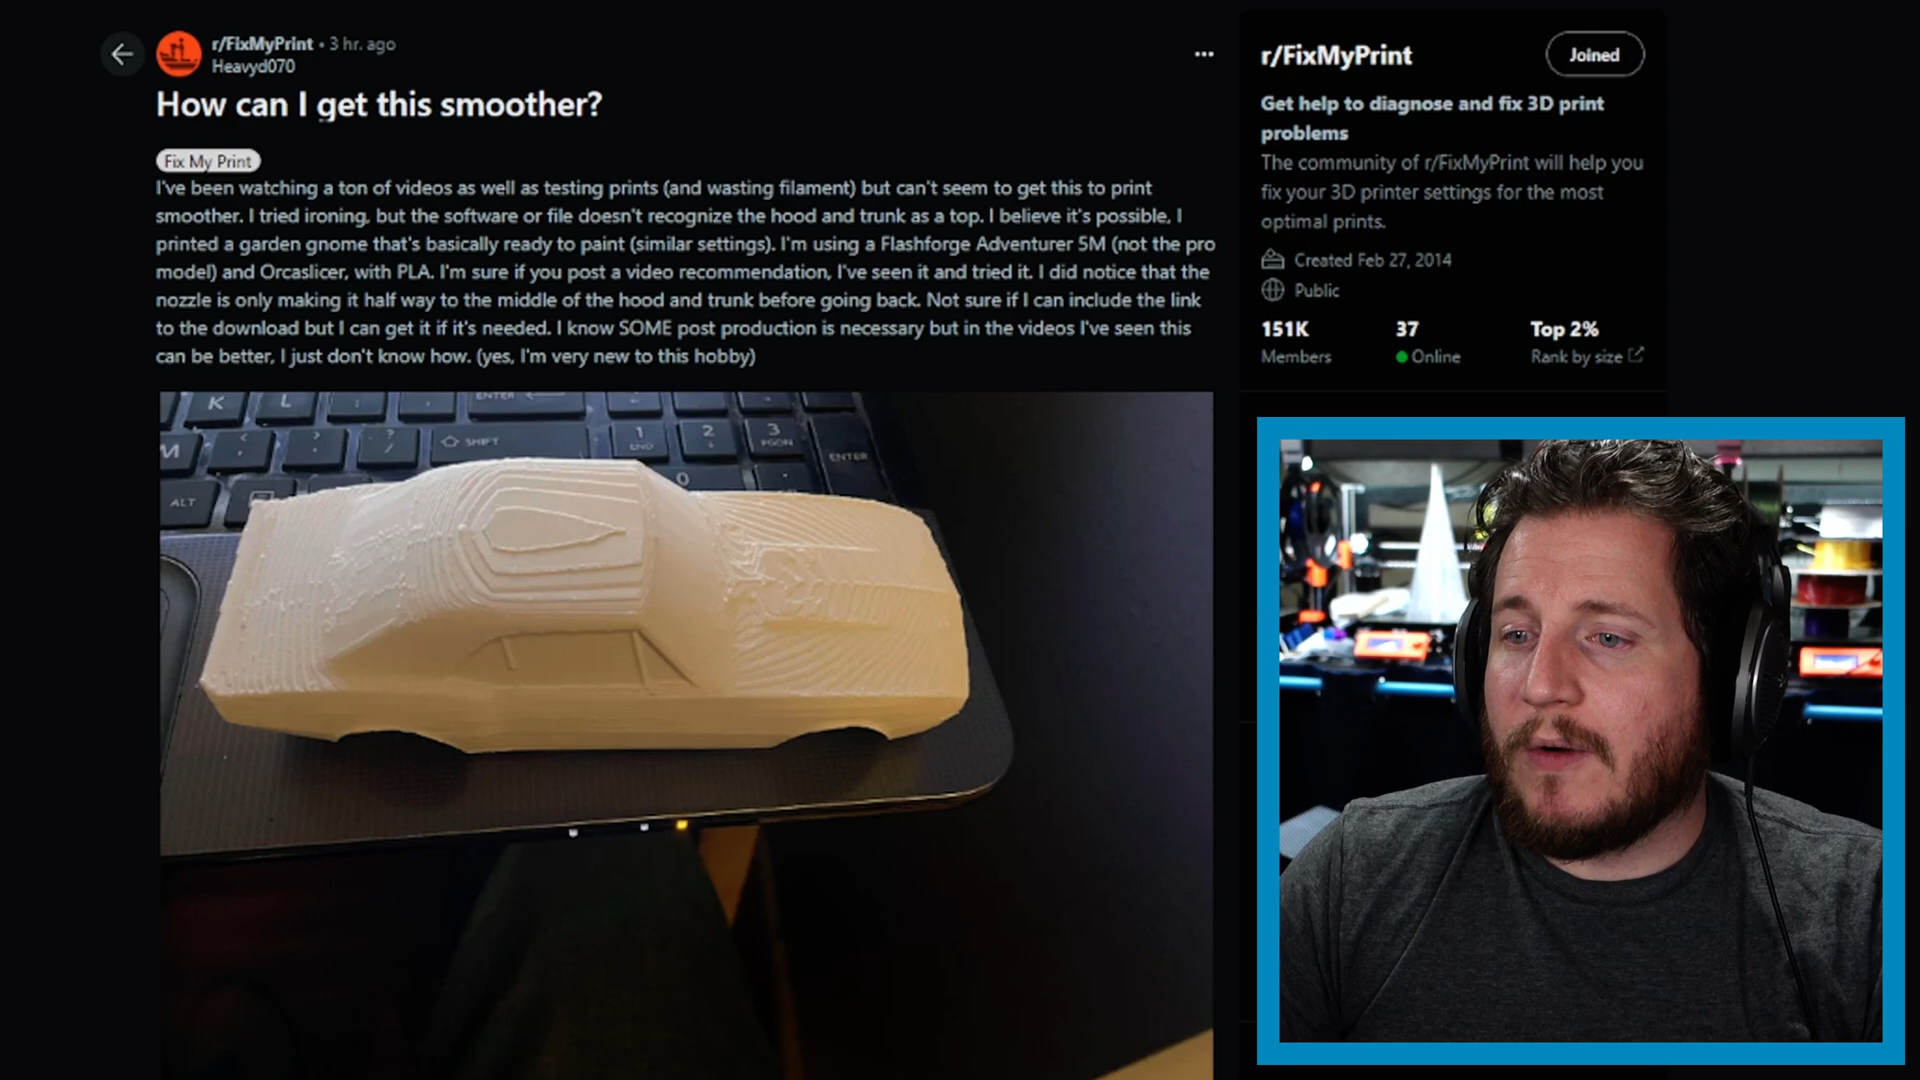 r/FixMyPrint • 3 hr. ago
Heavyd070
How can I get this smoother?
Fix My Print
I've been watching a ton of videos as well as testing prints (and wasting filament) but can't seem to get this to print
smoother. I tried ironing, but the software or file doesn't recognize the hood and trunk as a top. I believe it's possible, I
printed a garden gnome that's basically ready to paint (similar settings). I'm using a Flashforge Adventurer 5M (not the pro
model) and Orcaslicer, with PLA. I'm sure if you post a video recommendation, I've seen it and tried it. I did notice that the
nozzle is only making it half way to the middle of the hood and trunk before going back. Not sure if I can include the link
to the download but I can get it if it's needed. I know SOME post production is necessary but in the videos I've seen this
can be better, I just don't know how. (yes, I'm very new to this hobby)
r/FixMyPrint
Joined
Get help to diagnose and fix 3D print
problems
The community of r/FixMyPrint will help you
fix your 3D printer settings for the most
optimal prints.
Created Feb 27, 2014
Public
151K 37 Top 2%
Members Online Rank by size
K L : ENTER
M < > ? / SHIFT 1 END 2 3 PGDN
ALT 0 ENTER